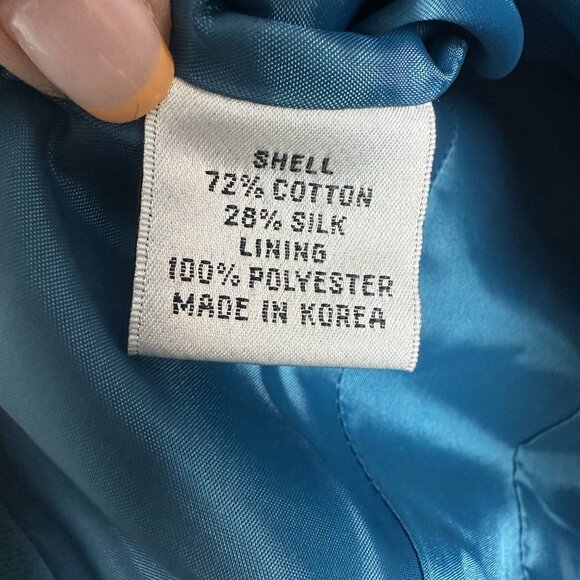 SHELL
72% COTTON
28% SILK
LINING
100% POLYESTER
MADE IN KOREA